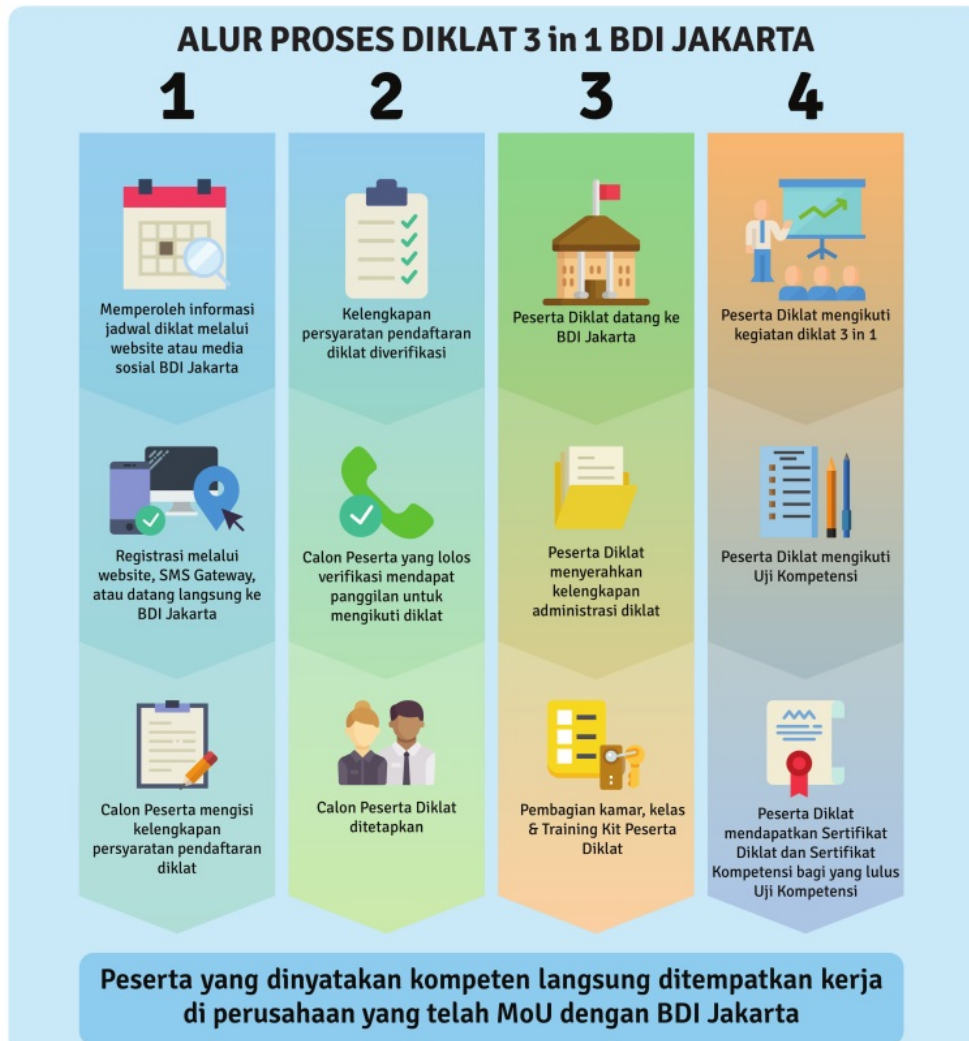 ALUR PROSES DIKLAT 3 in 1 BDI JAKARTA
1
Memperoleh informasi
jadwal diklat melalui
website atau media
sosial BDI Jakarta
Registrasi melalui
website, SMS Gateway,
atau datang langsung ke
BDI Jakarta
Calon Peserta mengisi
kelengkapan
persyaratan pendaftaran
diklat
2
Kelengkapan
persyaratan pendaftaran
diklat diverifikasi
Calon Peserta yang lolos
verifikasi mendapat
panggilan untuk
mengikuti diklat
Calon Peserta Diklat
ditetapkan
3
Peserta Diklat datang ke
BDI Jakarta
Peserta Diklat
menyerahkan
kelengkapan
administrasi diklat
Pembagian kamar, kelas
& Training Kit Peserta
Diklat
4
Peserta Diklat mengikuti
kegiatan diklat 3 in 1
Peserta Diklat mengikuti
Uji Kompetensi
Peserta Diklat
mendapatkan Sertifikat
Diklat dan Sertifikat
Kompetensi bagi yang lulus
Uji Kompetensi
Peserta yang dinyatakan kompeten langsung ditempatkan kerja
di perusahaan yang telah MoU dengan BDI Jakarta